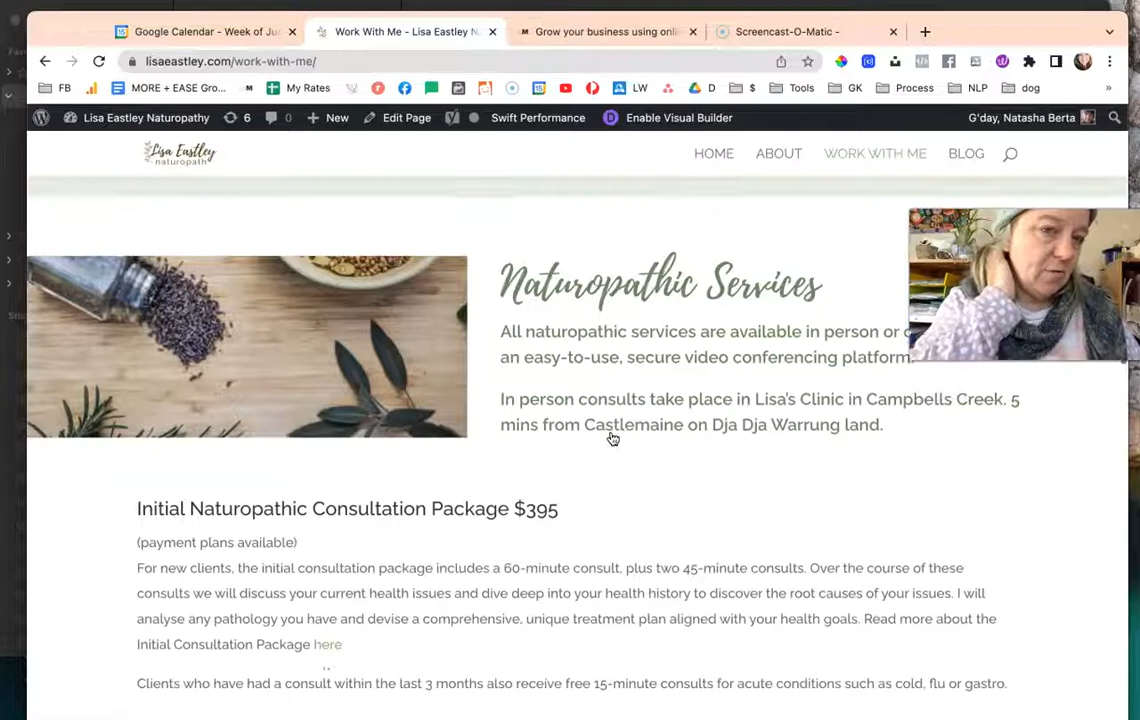 Google Calendar - Week of Ju
Work With Me - Lisa Eastley N
Grow your business using onli
Screencast-O-Matic -
lisaeastley.com/work-with-me/
FB
MORE + EASE Gro...
My Rates
LW
D
$
Tools
GK
Process
NLP
dog
»
Lisa Eastley Naturopathy
6
0
New
Edit Page
Swift Performance
Enable Visual Builder
G'day, Natasha Berta
Lisa Eastley
naturopath
HOME
ABOUT
WORK WITH ME
BLOG
Naturopathic Services
All naturopathic services are available in person or
an easy-to-use, secure video conferencing platform.
In person consults take place in Lisa's Clinic in Campbells Creek. 5
mins from Castlemaine on Dja Dja Warrung land.
Initial Naturopathic Consultation Package $395
(payment plans available)
For new clients, the initial consultation package includes a 60-minute consult, plus two 45-minute consults. Over the course of these
consults we will discuss your current health issues and dive deep into your health history to discover the root causes of your issues. I will
analyse any pathology you have and devise a comprehensive, unique treatment plan aligned with your health goals. Read more about the
Initial Consultation Package here
Clients who have had a consult within the last 3 months also receive free 15-minute consults for acute conditions such as cold, flu or gastro.